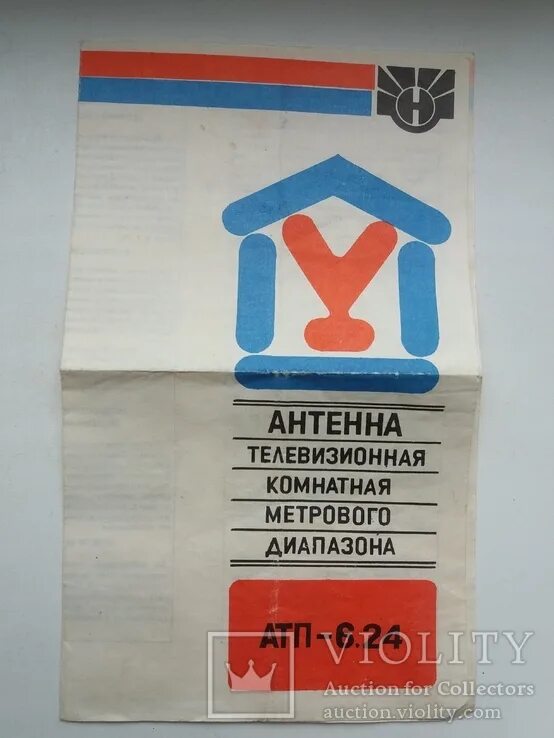 Н
АНТЕННА
ТЕЛЕВИЗИОННАЯ
КОМНАТНАЯ
МЕТРОВОГО
ДИАПАЗОНА
АТП-6.24
VIOLITY
Auction for Collectors
auction.violity.com